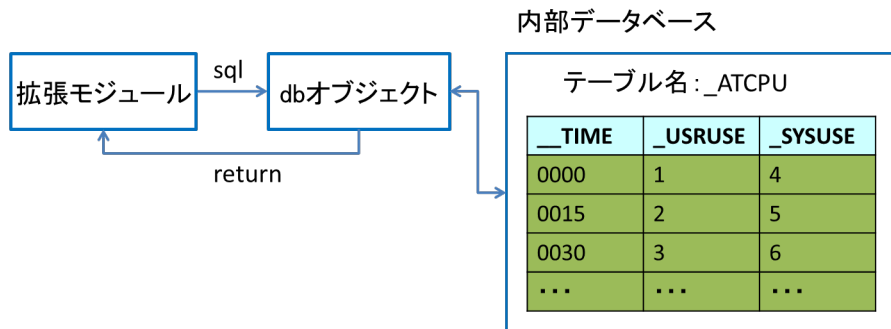 内部データベース
拡張モジュール
sql
dbオブジェクト
return
テーブル名:_ATCPU
__TIME _USRUSE _SYSUSE
0000 1 4
0015 2 5
0030 3 6
・・・ ・・・ ・・・